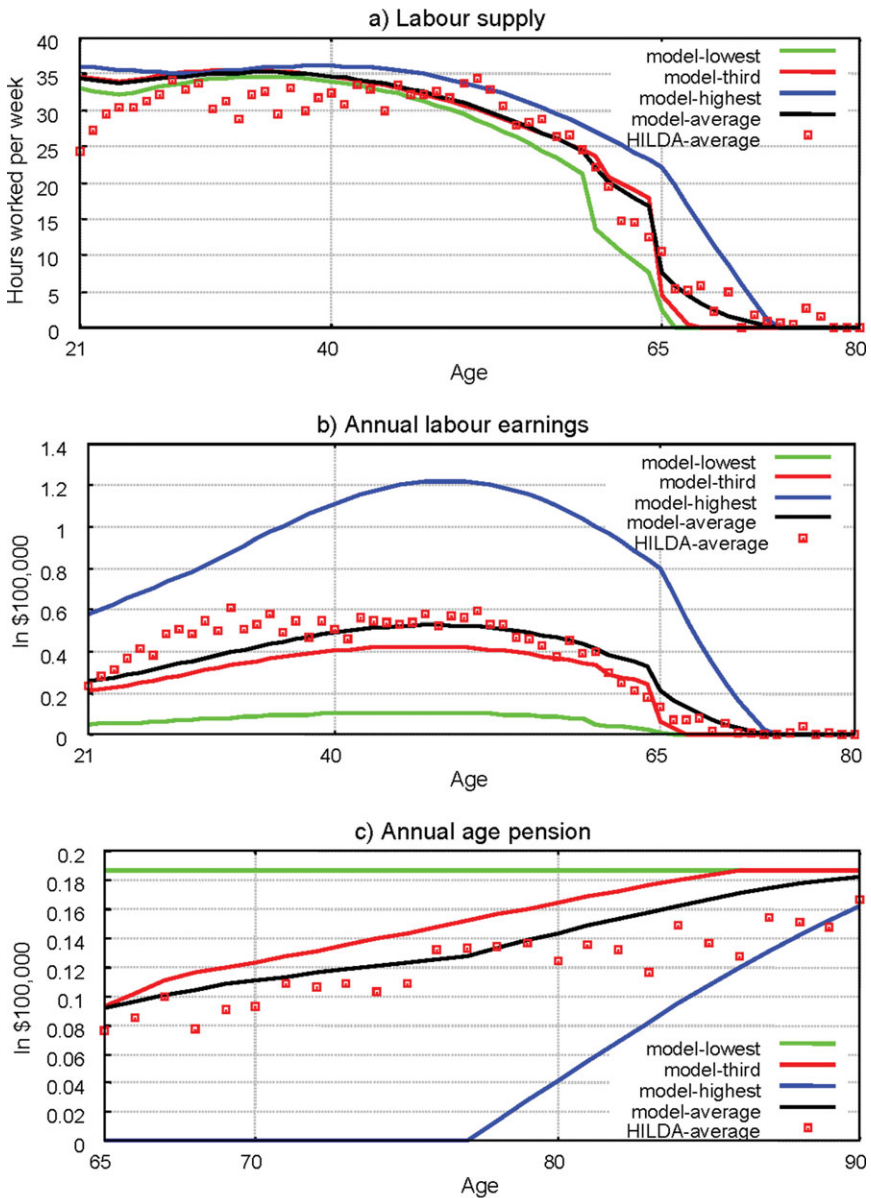 a) Labour supply
Hours worked per week
40
35
30
25
20
15
10
5
0
model-lowest
model-third
model-highest
model-average
HILDA-average
21
40
65
80
Age
b) Annual labour earnings
In $100,000
1.4
1.2
1
0.8
0.6
0.4
0.2
0
model-lowest
model-third
model-highest
model-average
HILDA-average
21
40
65
80
Age
c) Annual age pension
In $100,000
0.2
0.18
0.16
0.14
0.12
0.1
0.08
0.06
0.04
0.02
0
model-lowest
model-third
model-highest
model-average
HILDA-average
65
70
80
90
Age